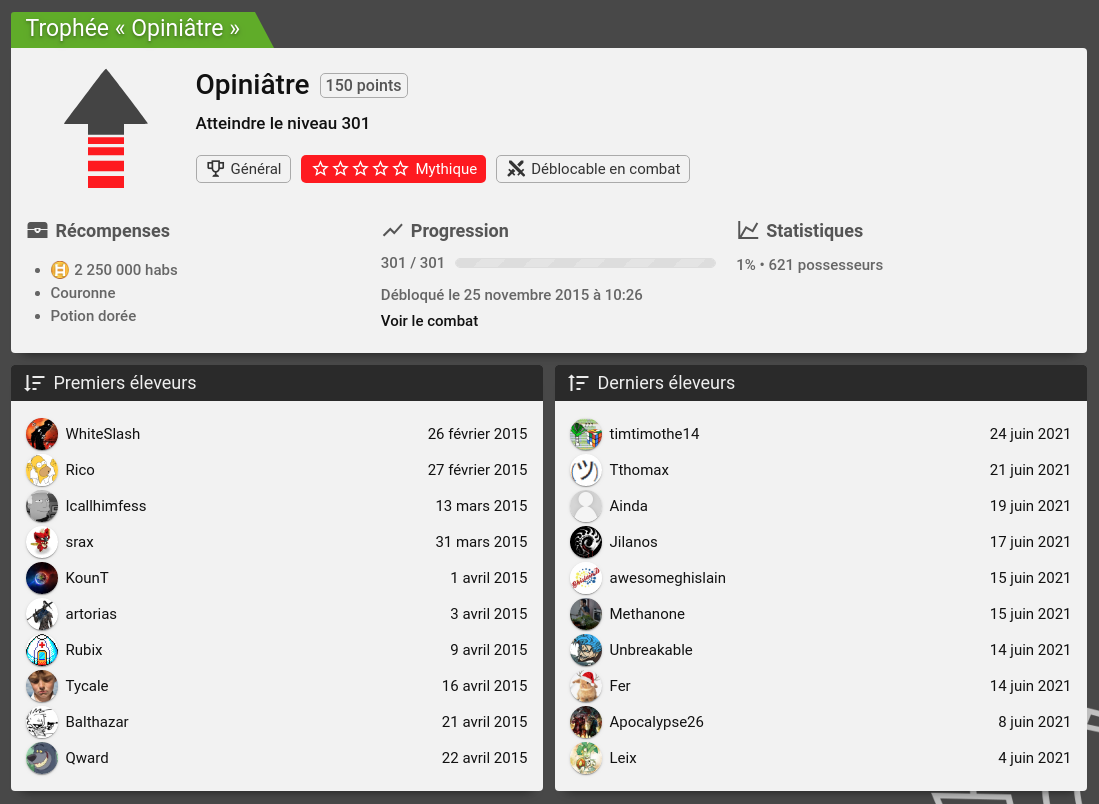 Trophée « Opiniâtre »
Opiniâtre 150 points
Atteindre le niveau 301
Général Mythique Déblocable en combat
Récompenses
2 250 000 habs
Couronne
Potion dorée
Progression
301 / 301
Débloqué le 25 novembre 2015 à 10:26
Voir le combat
Statistiques
1% • 621 possesseurs
Premiers éleveurs
WhiteSlash 26 février 2015
Rico 27 février 2015
Icallhimfess 13 mars 2015
srax 31 mars 2015
KounT 1 avril 2015
artorias 3 avril 2015
Rubix 9 avril 2015
Tycale 16 avril 2015
Balthazar 21 avril 2015
Qward 22 avril 2015
Derniers éleveurs
timtimothe14 24 juin 2021
Tthomax 21 juin 2021
Ainda 19 juin 2021
Jilanos 17 juin 2021
awesomeghislain 15 juin 2021
Methanone 15 juin 2021
Unbreakable 14 juin 2021
Fer 14 juin 2021
Apocalypse26 8 juin 2021
Leix 4 juin 2021